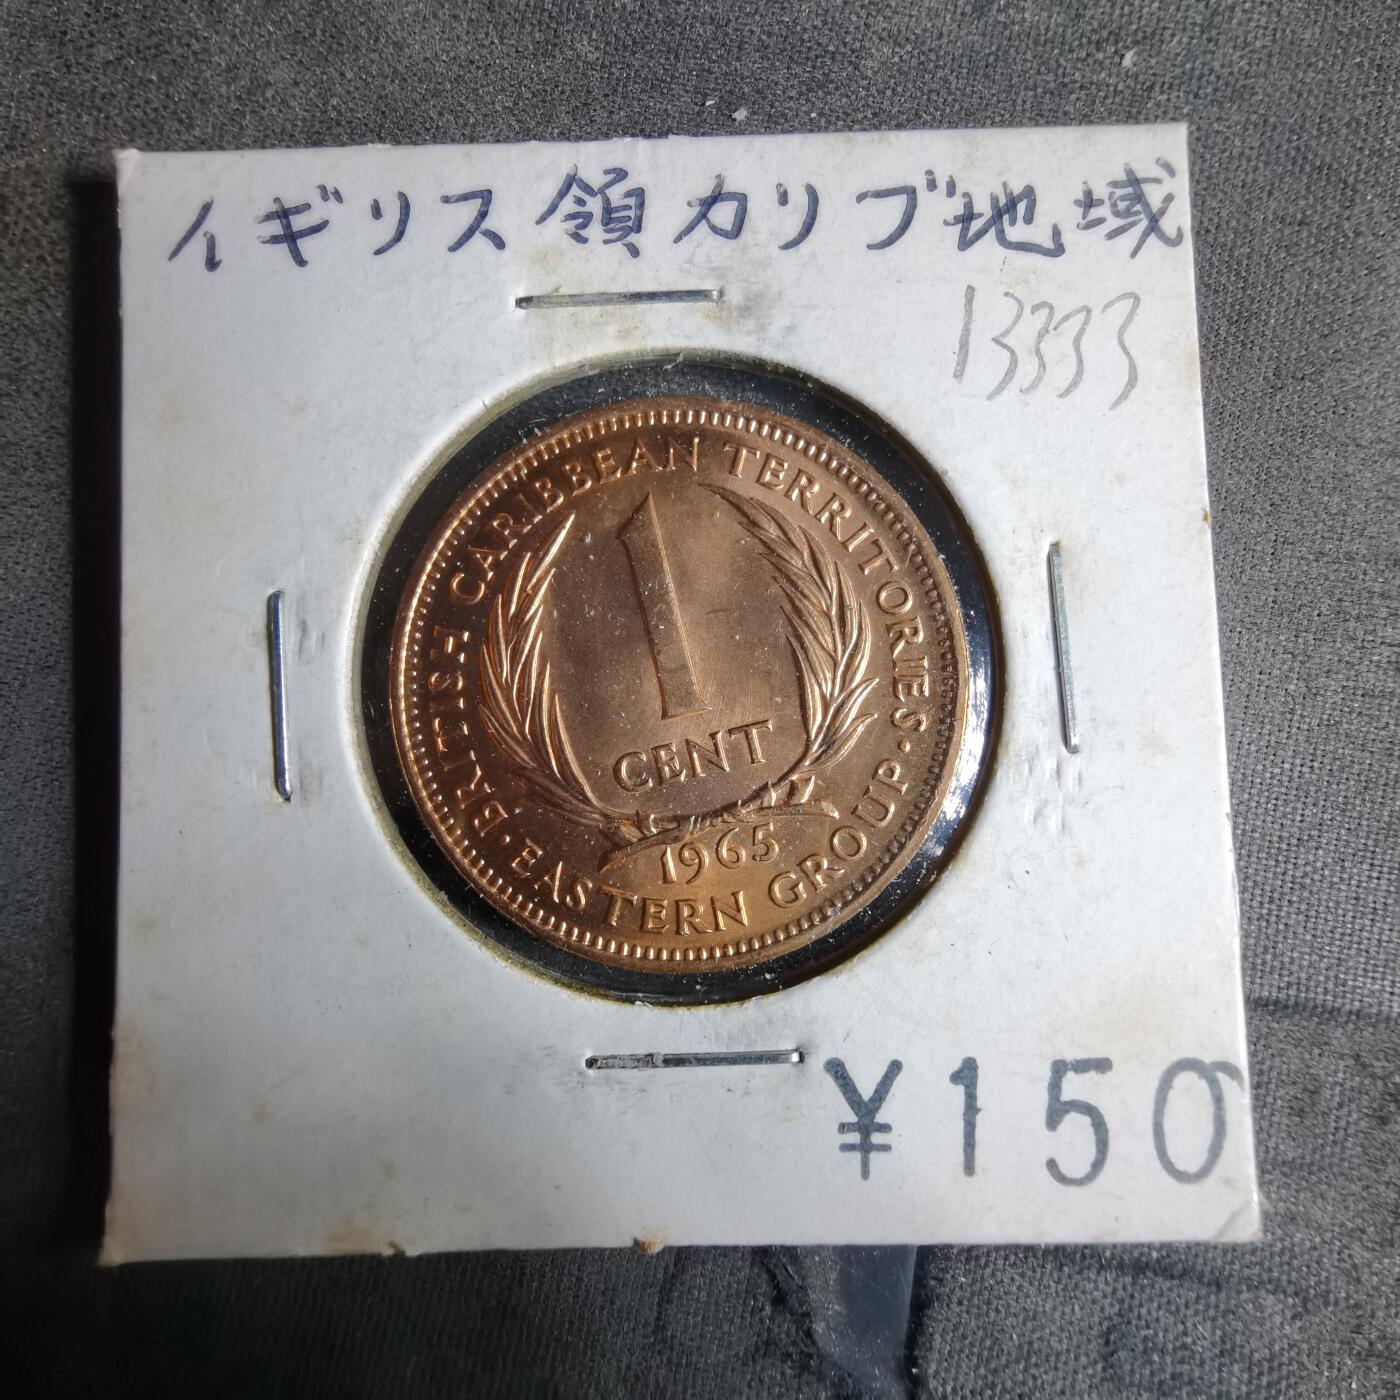 イギリス領カリブ地域
13333
BRITISH CARIBBEAN TERRITORIES
1
CENT
1965
EASTERN GROUP
¥150